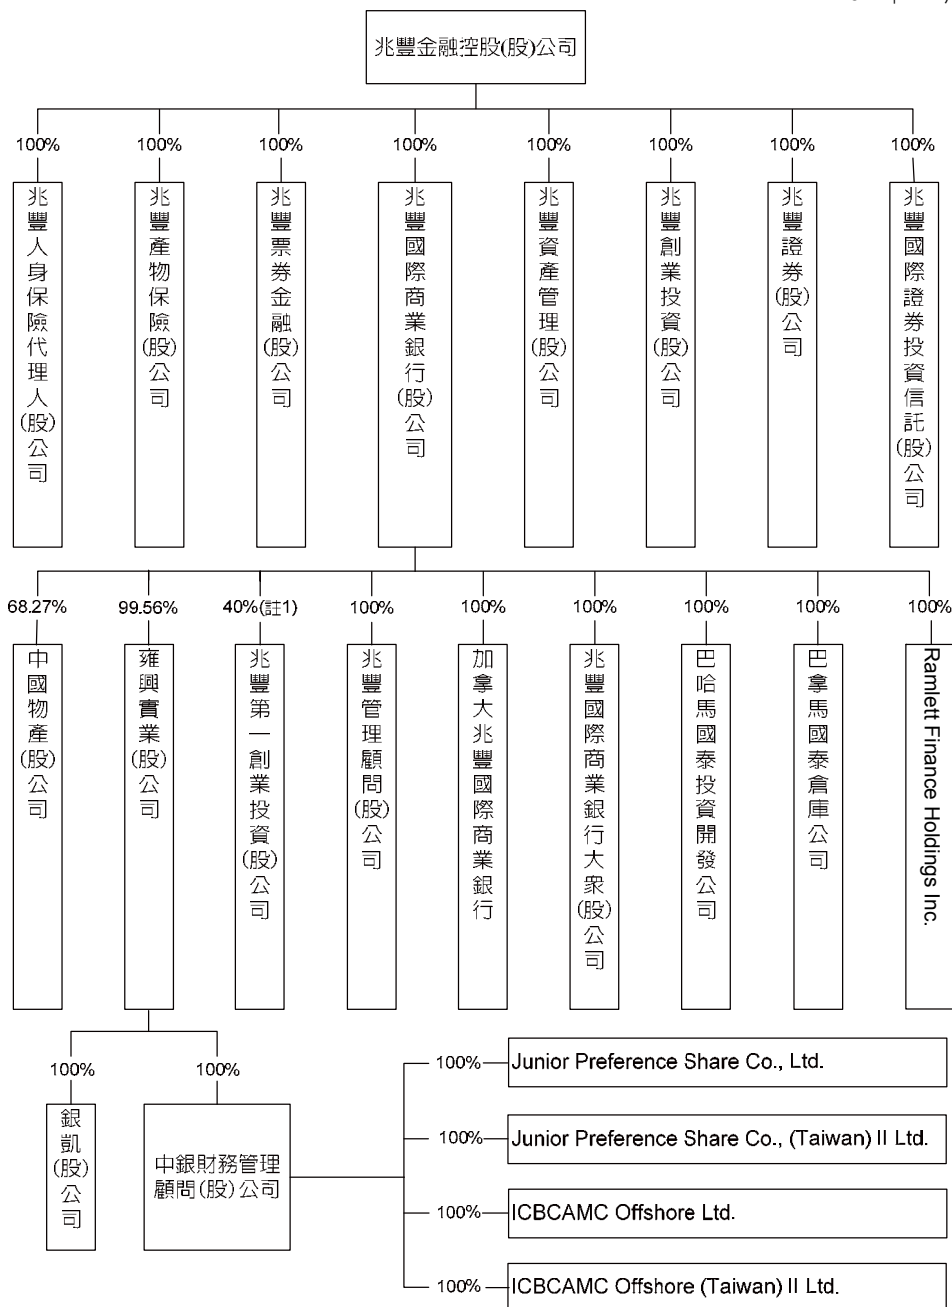 兆豐金融控股(股)公司
100% 100% 100% 100% 100% 100% 100% 100%
兆豐人身保險代理人(股)公司
兆豐產物保險(股)公司
兆豐票券金融(股)公司
兆豐國際商業銀行(股)公司
兆豐資產管理(股)公司
兆豐創業投資(股)公司
兆豐證券(股)公司
兆豐國際證券投資信託(股)公司
68.27% 99.56% 40%(註1) 100% 100% 100% 100% 100% 100%
中國物產(股)公司
雍興實業(股)公司
兆豐第一創業投資(股)公司
兆豐管理顧問(股)公司
加拿大兆豐國際商業銀行
兆豐國際商業銀行大衆(股)公司
巴哈馬國泰投資開發公司
巴拿馬國泰倉庫公司
Ramlett Finance Holdings Inc.
100% 100%
銀凱(股)公司
中銀財務管理
顧問(股)公司
100% Junior Preference Share Co., Ltd.
100% Junior Preference Share Co., (Taiwan) II Ltd.
100% ICBCAMC Offshore Ltd.
100% ICBCAMC Offshore (Taiwan) II Ltd.